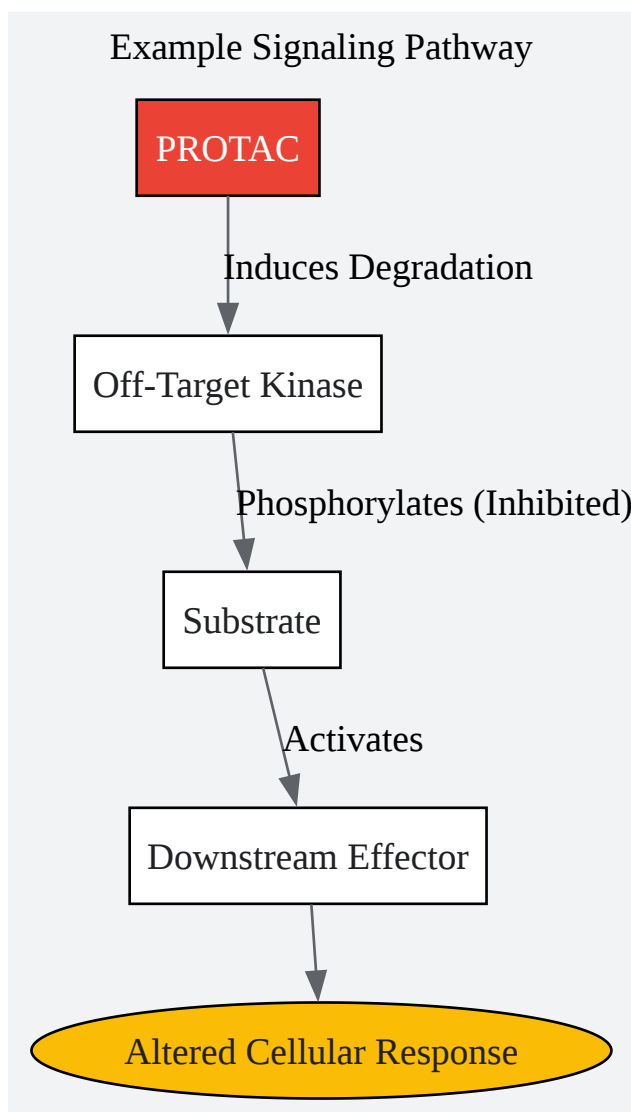 Example Signaling Pathway
PROTAC
Induces Degradation
Off-Target Kinase
Phosphorylates (Inhibited)
Substrate
Activates
Downstream Effector
Altered Cellular Response